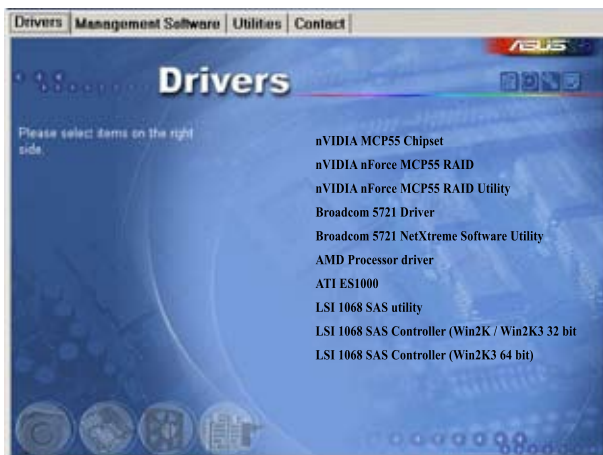 Drivers Management Software Utilities Contact
ASUS
Drivers
Please select items on the right
side.
nVIDIA MCP55 Chipset
nVIDIA nForce MCP55 RAID
nVIDIA nForce MCP55 RAID Utility
Broadcom 5721 Driver
Broadcom 5721 NetXtreme Software Utility
AMD Processor driver
ATI ES1000
LSI 1068 SAS utility
LSI 1068 SAS Controller (Win2K / Win2K3 32 bit
LSI 1068 SAS Controller (Win2K3 64 bit)